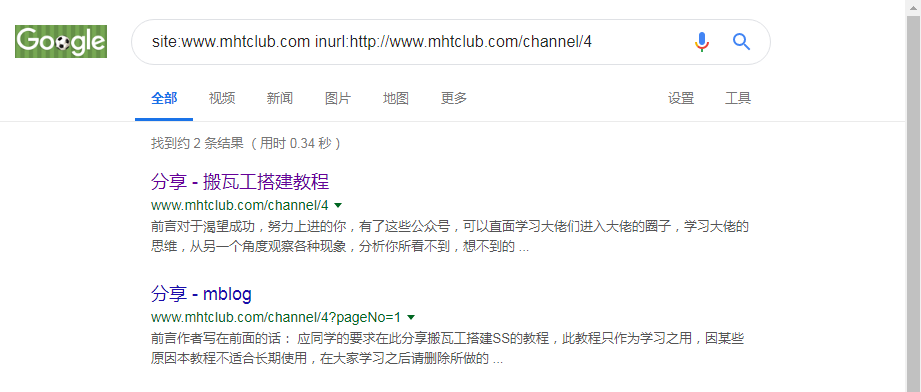 Google
site:www.mhtclub.com inurl:http://www.mhtclub.com/channel/4
全部 视频 新闻 图片 地图 更多 设置 工具
找到约 2 条结果 （用时 0.34 秒）
分享 - 搬瓦工搭建教程
www.mhtclub.com/channel/4
前言对于渴望成功，努力上进的你，有了这些公众号，可以直面学习大佬们进入大佬的圈子，学习大佬的
思维，从另一个角度观察各种现象，分析你所看不到，想不到的 ...
分享 - mblog
www.mhtclub.com/channel/4?pageNo=1
前言作者写在前面的话： 应同学的要求在此分享搬瓦工搭建SS的教程，此教程只作为学习之用，因某些
原因本教程不适合长期使用，在大家学习之后请删除所做的 ...